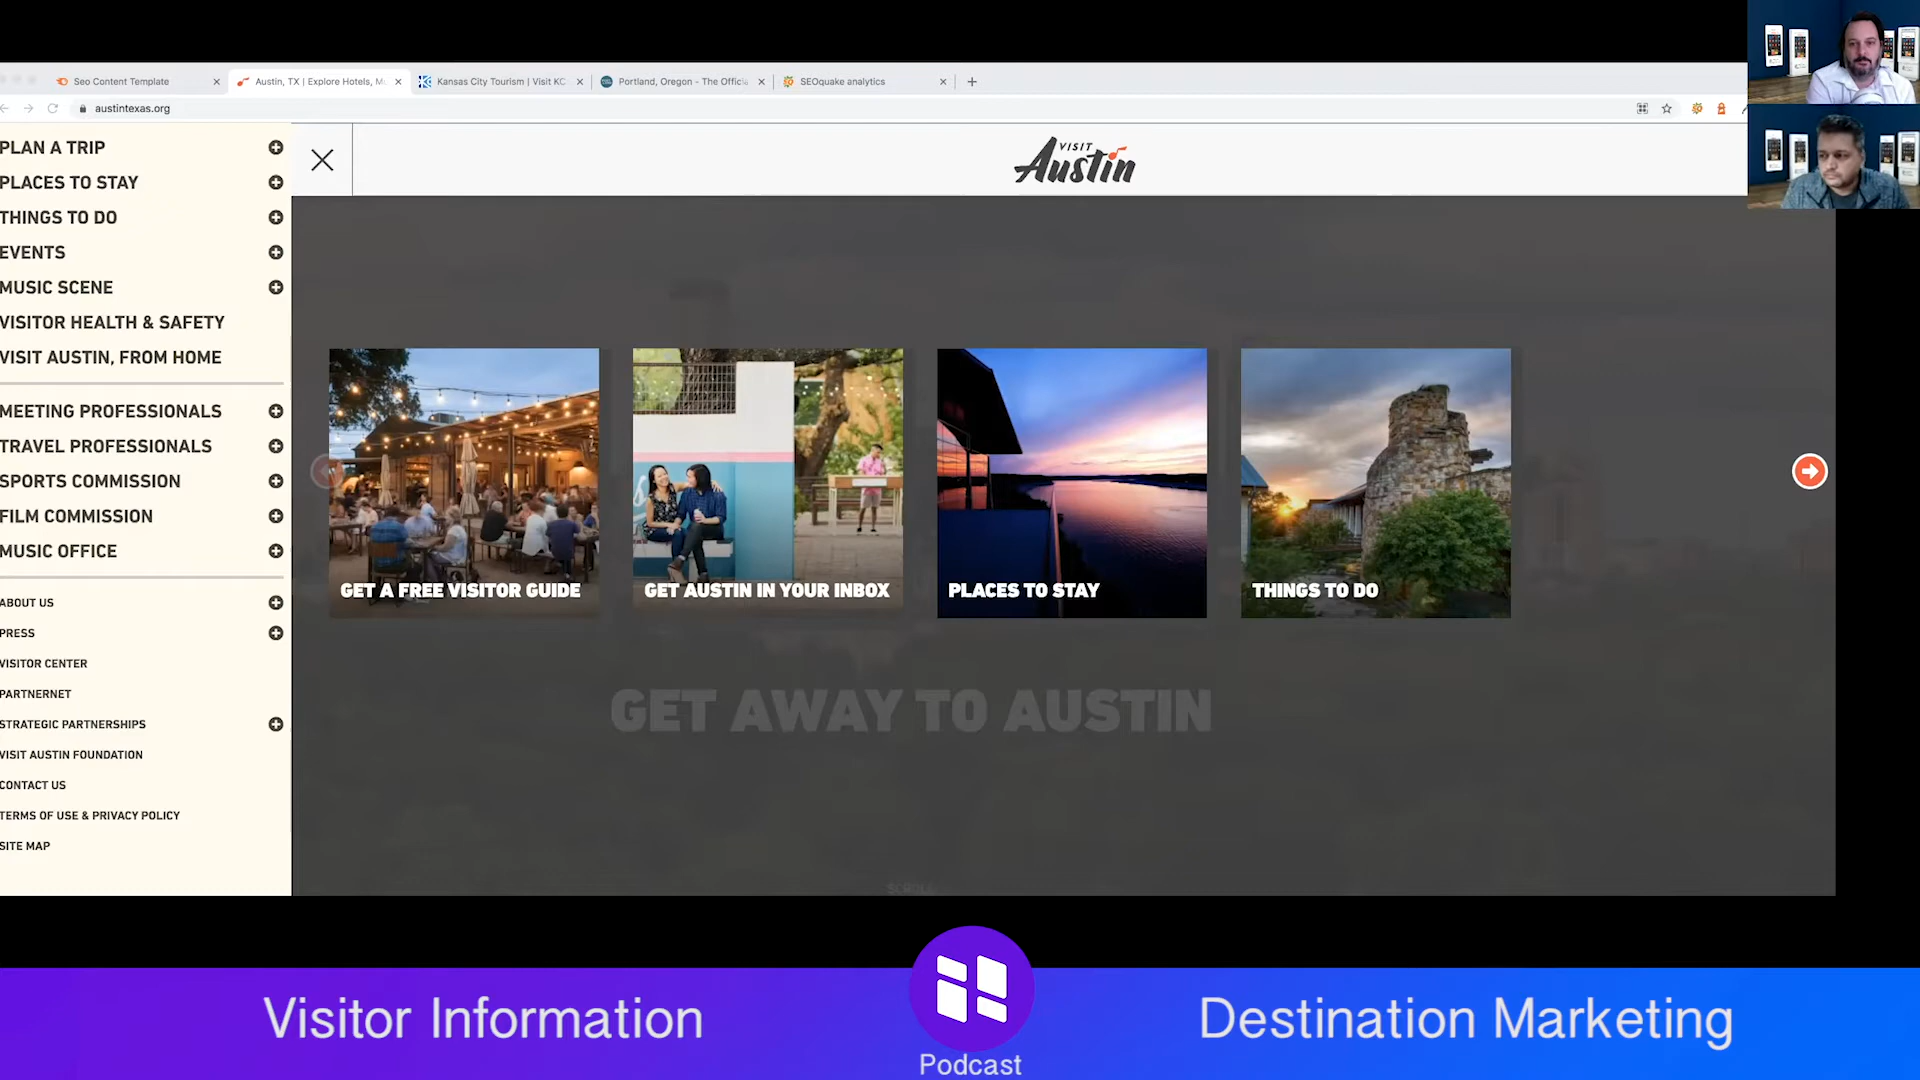 Seo Content Template
Austin, TX | Explore Hotels, Mu
Kansas City Tourism | Visit KC
Portland, Oregon - The Officia
SEOquake analytics
austintexas.org
PLAN A TRIP
PLACES TO STAY
THINGS TO DO
EVENTS
MUSIC SCENE
VISITOR HEALTH & SAFETY
VISIT AUSTIN, FROM HOME
MEETING PROFESSIONALS
TRAVEL PROFESSIONALS
SPORTS COMMISSION
FILM COMMISSION
MUSIC OFFICE
ABOUT US
PRESS
VISITOR CENTER
PARTNERNET
STRATEGIC PARTNERSHIPS
VISIT AUSTIN FOUNDATION
CONTACT US
TERMS OF USE & PRIVACY POLICY
SITE MAP
VISIT
Austin
GET A FREE VISITOR GUIDE
GET AUSTIN IN YOUR INBOX
PLACES TO STAY
THINGS TO DO
GET AWAY TO AUSTIN
SCROLL
Visitor Information
Podcast
Destination Marketing